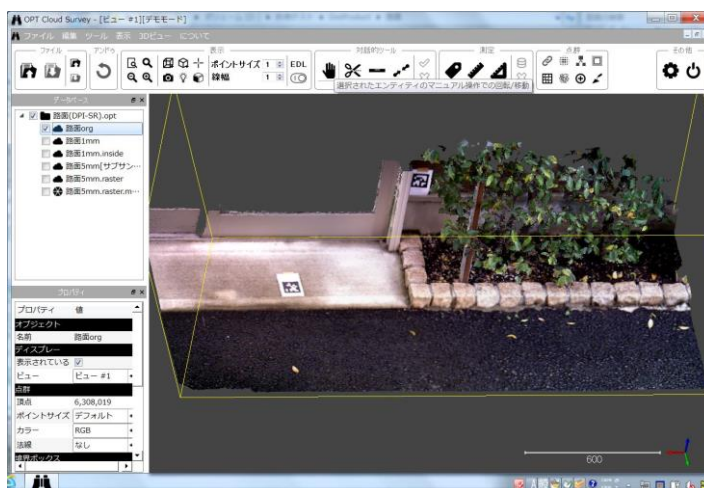 OPT Cloud Survey - [ビュー #1][デモモード]
ファイル 編集 ツール 表示 3Dビュー について
ファイル アンドゥ 表示 対話的ツール 測定 点群 その他
ポイントサイズ 1 EDL
線幅 1
選択されたエンティティのマニュアル操作での回転/移動
データベース
路面(DPI-SR).opt
路面org
路面1mm
路面1mm.inside
路面5mm[サブサン…
路面5mm.raster
路面5mm.raster.m…
プロパティ
プロパティ 値
オブジェクト
名前 路面org
ディスプレー
表示されている
ビュー ビュー #1
点群
頂点 6,308,019
ポイントサイズ デフォルト
カラー RGB
法線 なし
境界ボックス
600